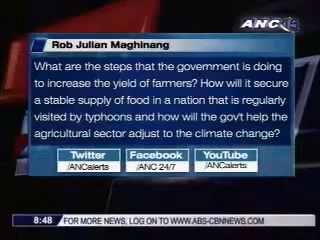 ANC
Rob Julian Maghinang
What are the steps that the government is doing
to increase the yield of farmers? How will it secure
a stable supply of food in a nation that is regularly
visited by typhoons and how will the gov't help the
agricultural sector adjust to the climate change?
Twitter Facebook YouTube
/ANCalerts /ANC 24/7 /ANCalerts
8:48 FOR MORE NEWS, LOG ON TO WWW.ABS-CBNNEWS.COM